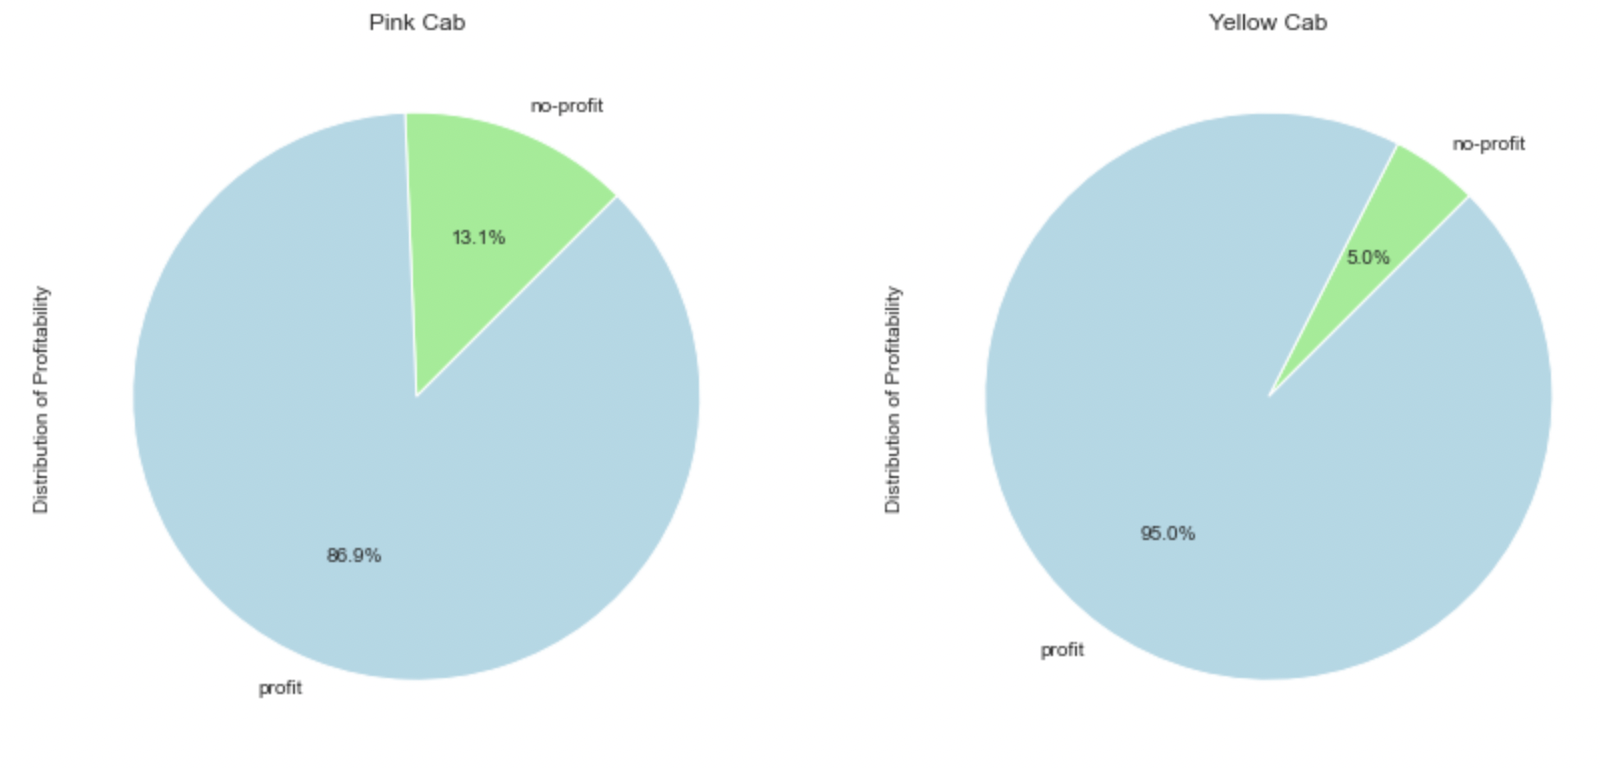 Pink Cab
no-profit
13.1%
Distribution of Profitability
86.9%
profit
Yellow Cab
no-profit
5.0%
Distribution of Profitability
95.0%
profit